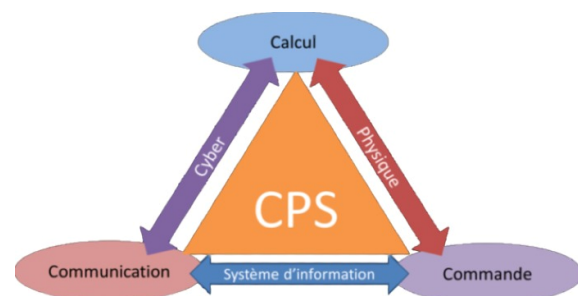 Calcul
Cyber
Physique
CPS
Communication
Système d'information
Commande